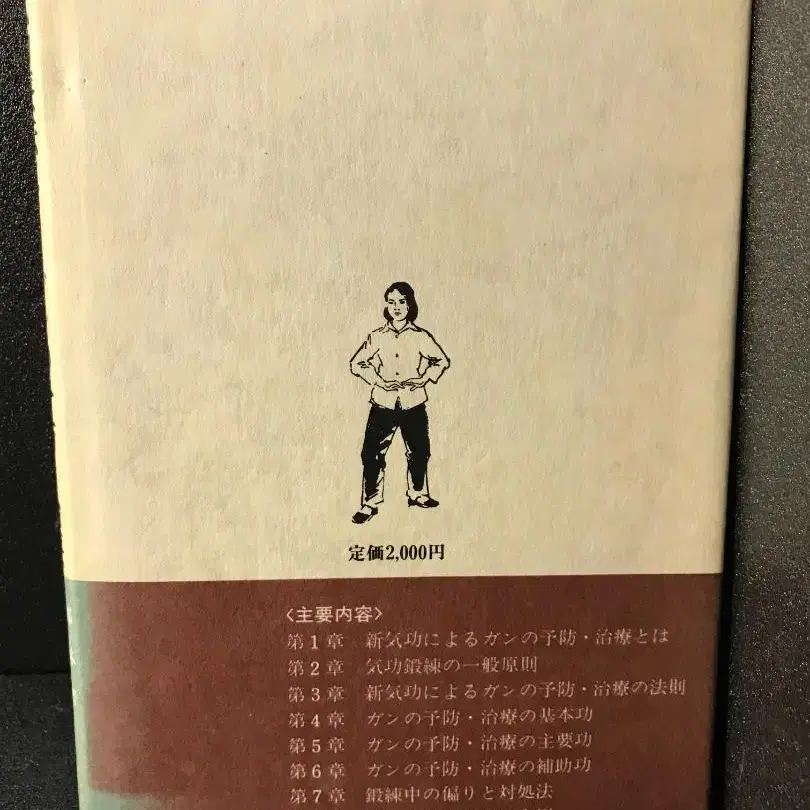 定価2,000円
〈主要内容〉
第1章 新気功によるガンの予防・治療とは
第2章 気功鍛練の一般原則
第3章 新気功によるガンの予防・治療の法則
第4章 ガンの予防・治療の基本功
第5章 ガンの予防・治療の主要功
第6章 ガンの予防・治療の補助功
第7章 鍛練中の偏りと対処法